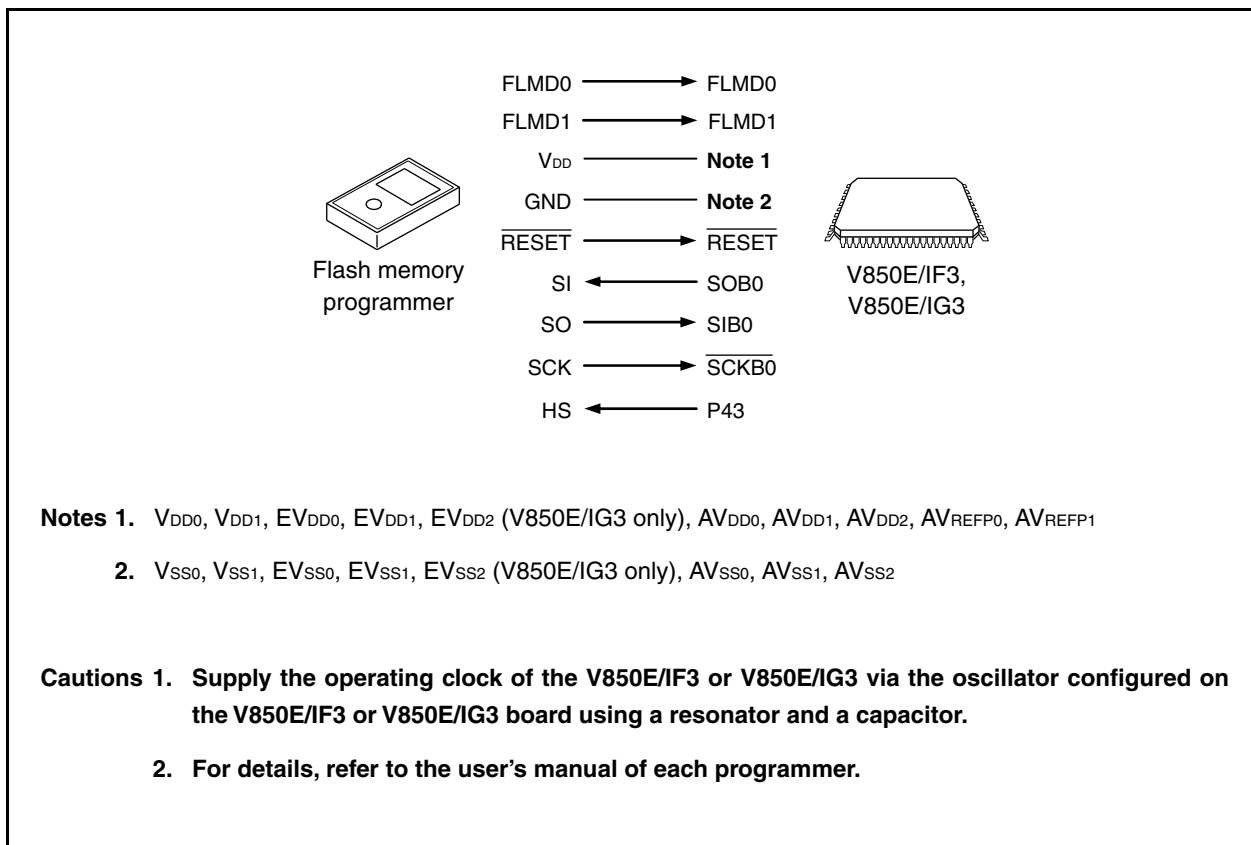 FLMD0 FLMD0
FLMD1 FLMD1
VDD Note 1
GND Note 2
RESET RESET
SI SOB0
SO SIB0
SCK SCKB0
HS P43
Flash memory
programmer
V850E/IF3,
V850E/IG3
Notes 1. VDD0, VDD1, EVDD0, EVDD1, EVDD2 (V850E/IG3 only), AVDD0, AVDD1, AVDD2, AVREFP0, AVREFP1
2. VSS0, VSS1, EVSS0, EVSS1, EVSS2 (V850E/IG3 only), AVSS0, AVSS1, AVSS2
Cautions 1. Supply the operating clock of the V850E/IF3 or V850E/IG3 via the oscillator configured on
the V850E/IF3 or V850E/IG3 board using a resonator and a capacitor.
2. For details, refer to the user's manual of each programmer.